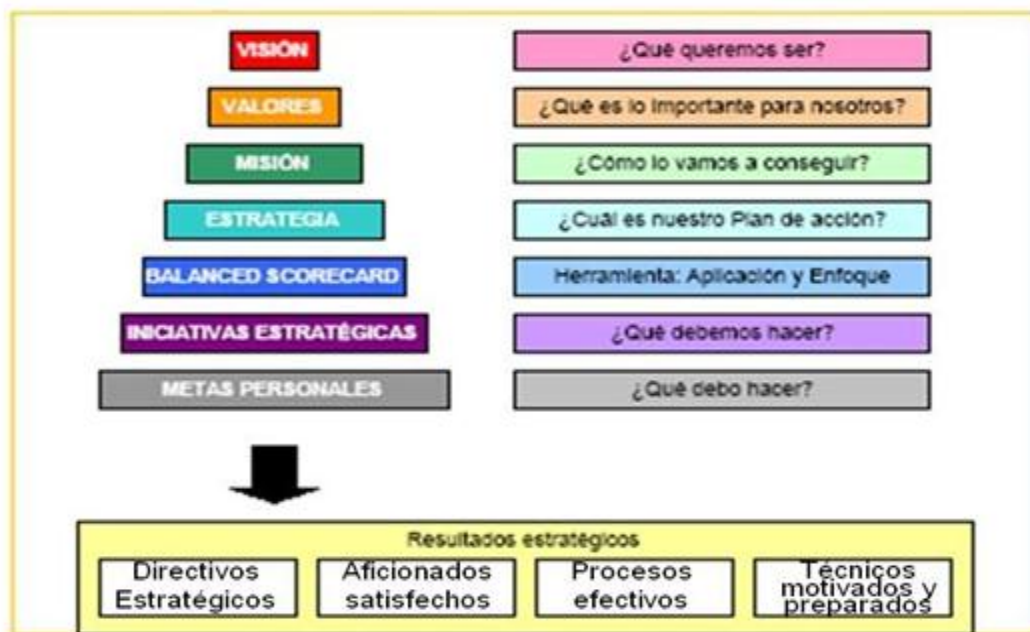 VISIÓN
¿Qué queremos ser?
VALORES
¿Qué es lo importante para nosotros?
MISIÓN
¿Cómo lo vamos a conseguir?
ESTRATEGIA
¿Cuál es nuestro Plan de acción?
BALANCED SCORECARD
Herramienta: Aplicación y Enfoque
INICIATIVAS ESTRATÉGICAS
¿Qué debemos hacer?
METAS PERSONALES
¿Qué debo hacer?
Resultados estratégicos
Directivos
Estratégicos
Aficionados
satisfechos
Procesos
efectivos
Técnicos
motivados y
preparados